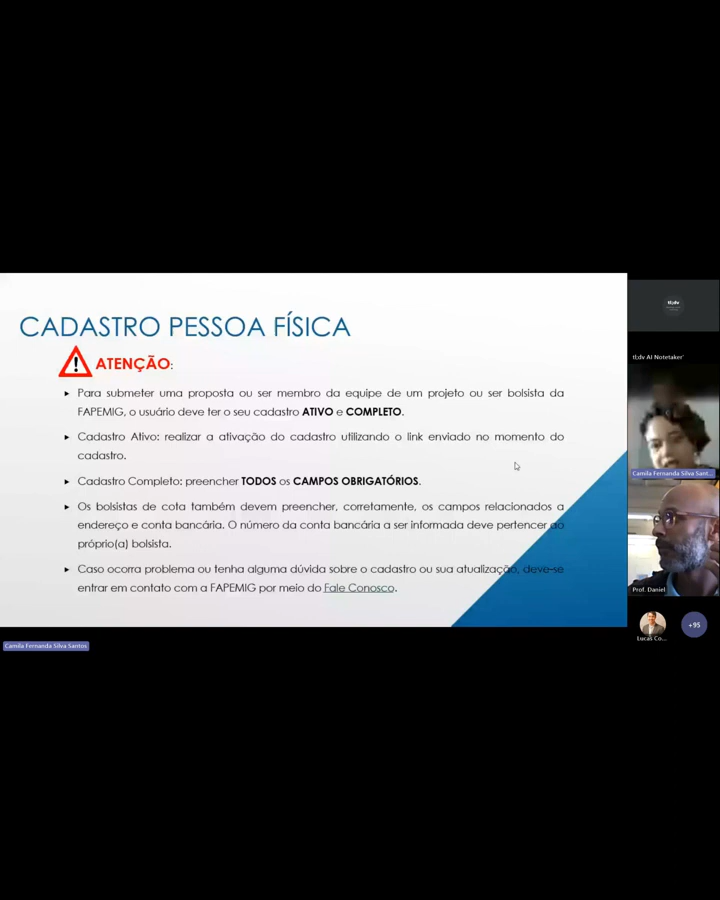 CADASTRO PESSOA FÍSICA
ATENÇÃO:
Para submeter uma proposta ou ser membro da equipe de um projeto ou ser bolsista da
FAPEMIG, o usuário deve ter o seu cadastro ATIVO e COMPLETO.
Cadastro Ativo: realizar a ativação do cadastro utilizando o link enviado no momento do
cadastro.
Cadastro Completo: preencher TODOS os CAMPOS OBRIGATÓRIOS.
Os bolsistas de cota também devem preencher, corretamente, os campos relacionados a
endereço e conta bancária. O número da conta bancária a ser informada deve pertencer ao
próprio(a) bolsista.
Caso ocorra problema ou tenha alguma dúvida sobre o cadastro ou sua atualização, deve-se
entrar em contato com a FAPEMIG por meio do Fale Conosco.
Camila Fernanda Silva Santos
tl;dv
tl;dv AI Notetaker'
Camila Fernanda Silva Sant...
Prof. Daniel
Lucas Co...
+95